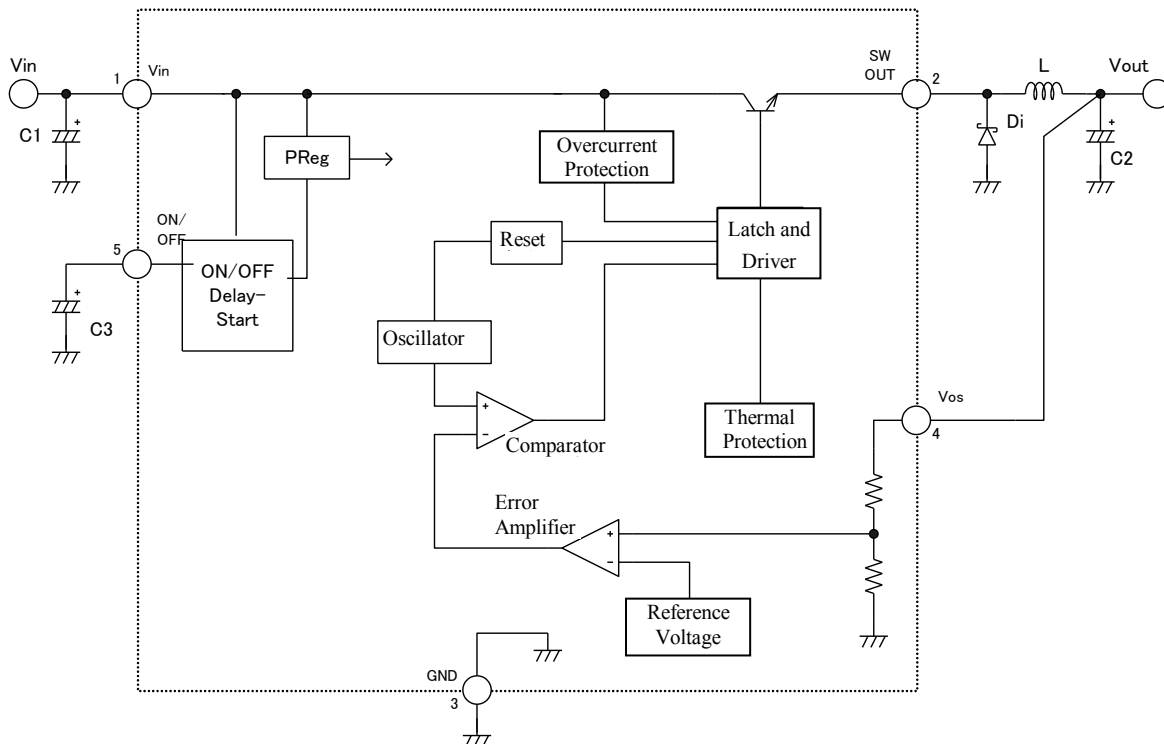 Vin
1
Vin
SW
OUT
2
L
Vout
C1
+
PReg
Overcurrent
Protection
Di
+
C2
ON/
OFF
5
+
C3
ON/OFF
Delay-
Start
Reset
Latch and
Driver
Oscillator
+
-
Comparator
Thermal
Protection
Vos
4
Error
Amplifier
+
-
Reference
Voltage
GND
3